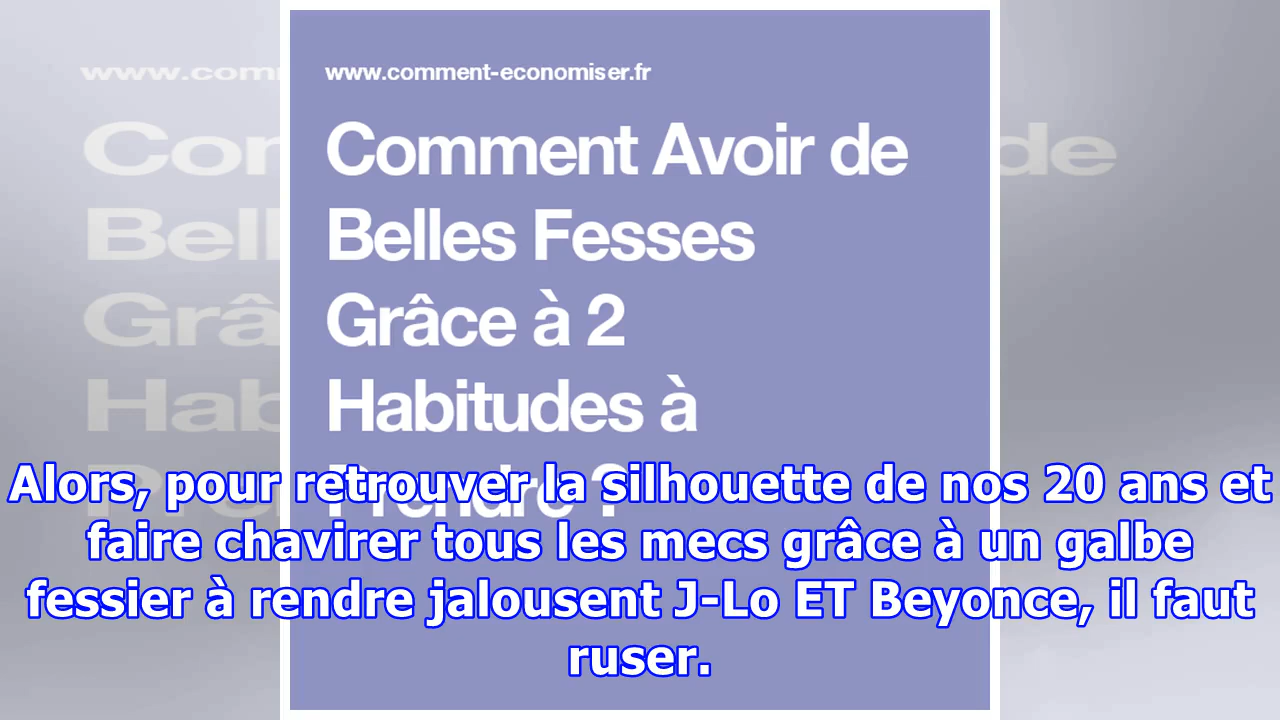 www.comment-economiser.fr
Comment Avoir de
Belles Fesses
Grâce à 2
Habitudes à
Prendre ?
Alors, pour retrouver la silhouette de nos 20 ans et
faire chavirer tous les mecs grâce à un galbe
fessier à rendre jalousent J-Lo ET Beyonce, il faut
ruser.